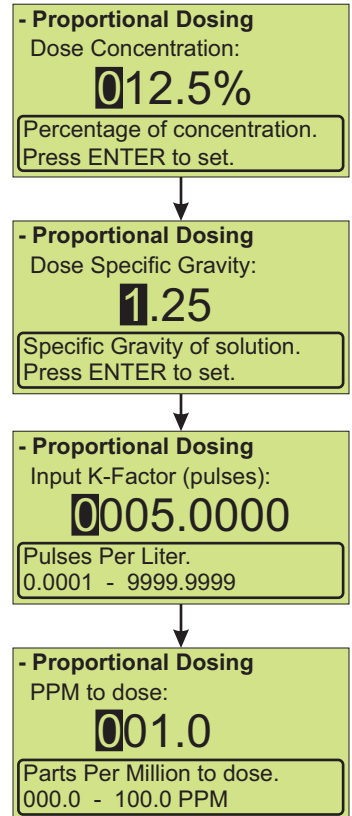 - Proportional Dosing
Dose Concentration:
012.5%
Percentage of concentration.
Press ENTER to set.
- Proportional Dosing
Dose Specific Gravity:
1.25
Specific Gravity of solution.
Press ENTER to set.
- Proportional Dosing
Input K-Factor (pulses):
0005.0000
Pulses Per Liter.
0.0001 - 9999.9999
- Proportional Dosing
PPM to dose:
001.0
Parts Per Million to dose.
000.0 - 100.0 PPM